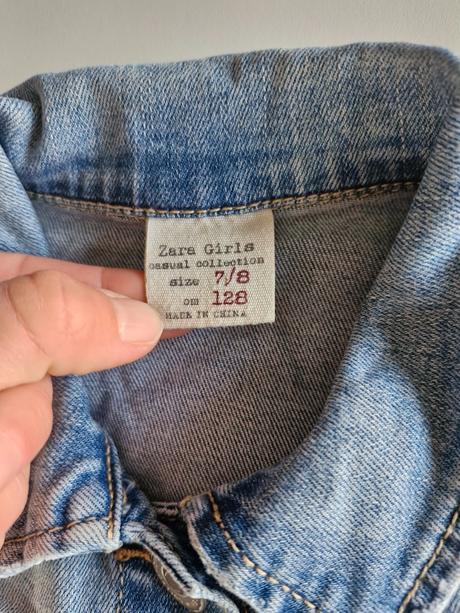 Zara Girls
casual collection
size 7/8
cm 128
MADE IN CHINA